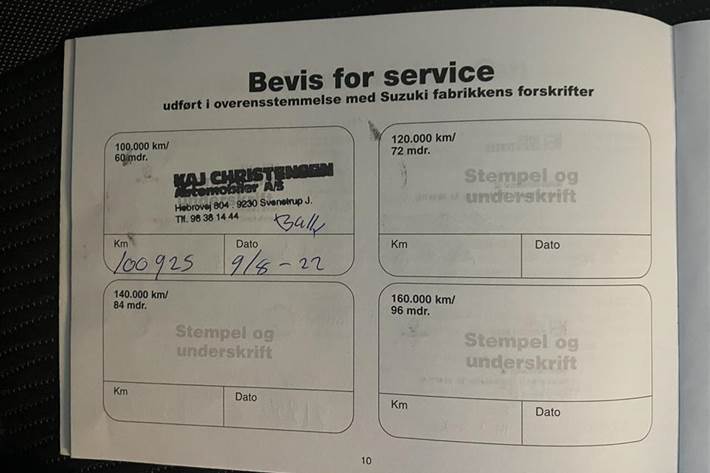 Bevis for service
udført i overensstemmelse med Suzuki fabrikkens forskrifter
100.000 km/
60 mdr.
KAJ CHRISTENSEN
Automobiler A/S
Hobrovej 804 · 9230 Svenstrup J.
Tlf. 98 38 14 44
Km
100925
Dato
9/8-22
120.000 km/
72 mdr.
Stempel og
underskrift
Km
Dato
140.000 km/
84 mdr.
Stempel og
underskrift
Km
Dato
160.000 km/
96 mdr.
Stempel og
underskrift
Km
Dato
10